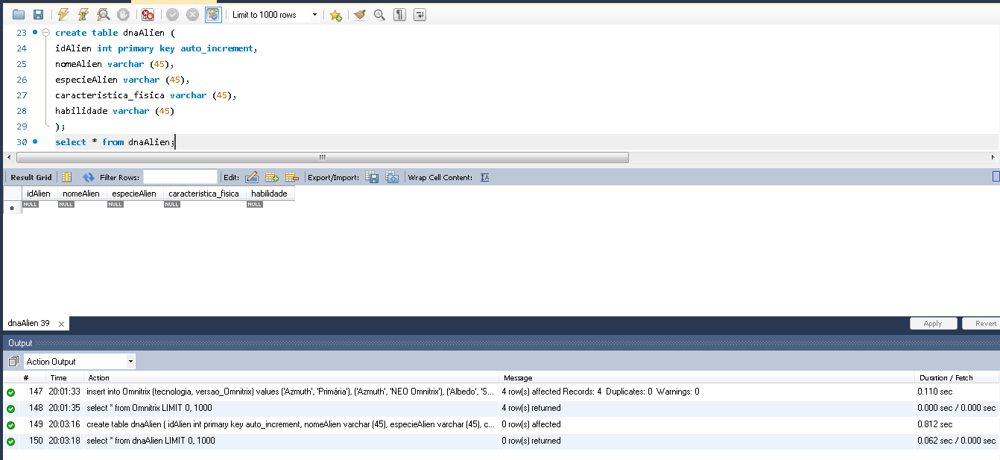 Limit to 1000 rows
23 create table dnaAlien (
24 idAlien int primary key auto_increment,
25 nomeAlien varchar (45),
26 especieAlien varchar (45),
27 caracteristica_fisica varchar (45),
28 habilidade varchar (45)
29 );
30 select * from dnaAlien;
Result Grid Filter Rows: Edit: Export/Import: Wrap Cell Content: IA
idAlien nomeAlien especieAlien caracteristica_fisica habilidade
NULL NULL NULL NULL NULL
dnaAlien 39
Apply Revert
Output
Action Output
# Time Action Message Duration / Fetch
147 20:01:33 insert into Omnitrix (tecnologia, versao_Omnitrix) values ('Azmuth', 'Primária'), ('Azmuth', 'NEO Omnitrix'), ('Albedo', 'S... 4 row(s) affected Records: 4 Duplicates: 0 Warnings: 0 0.110 sec
148 20:01:35 select * from Omnitrix LIMIT 0, 1000 4 row(s) returned 0.000 sec / 0.000 sec
149 20:03:16 create table dnaAlien ( idAlien int primary key auto_increment, nomeAlien varchar (45), especieAlien varchar (45), c... 0 row(s) affected 0.812 sec
150 20:03:18 select * from dnaAlien LIMIT 0, 1000 0 row(s) returned 0.062 sec / 0.000 sec